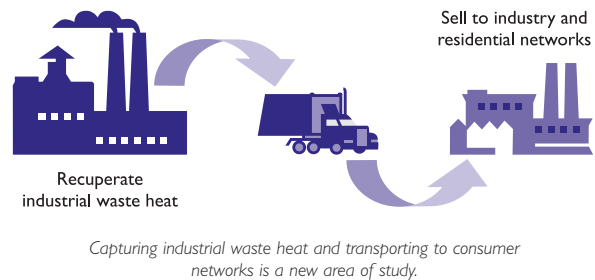 Sell to industry and
residential networks
Recuperate
industrial waste heat
Capturing industrial waste heat and transporting to consumer
networks is a new area of study.